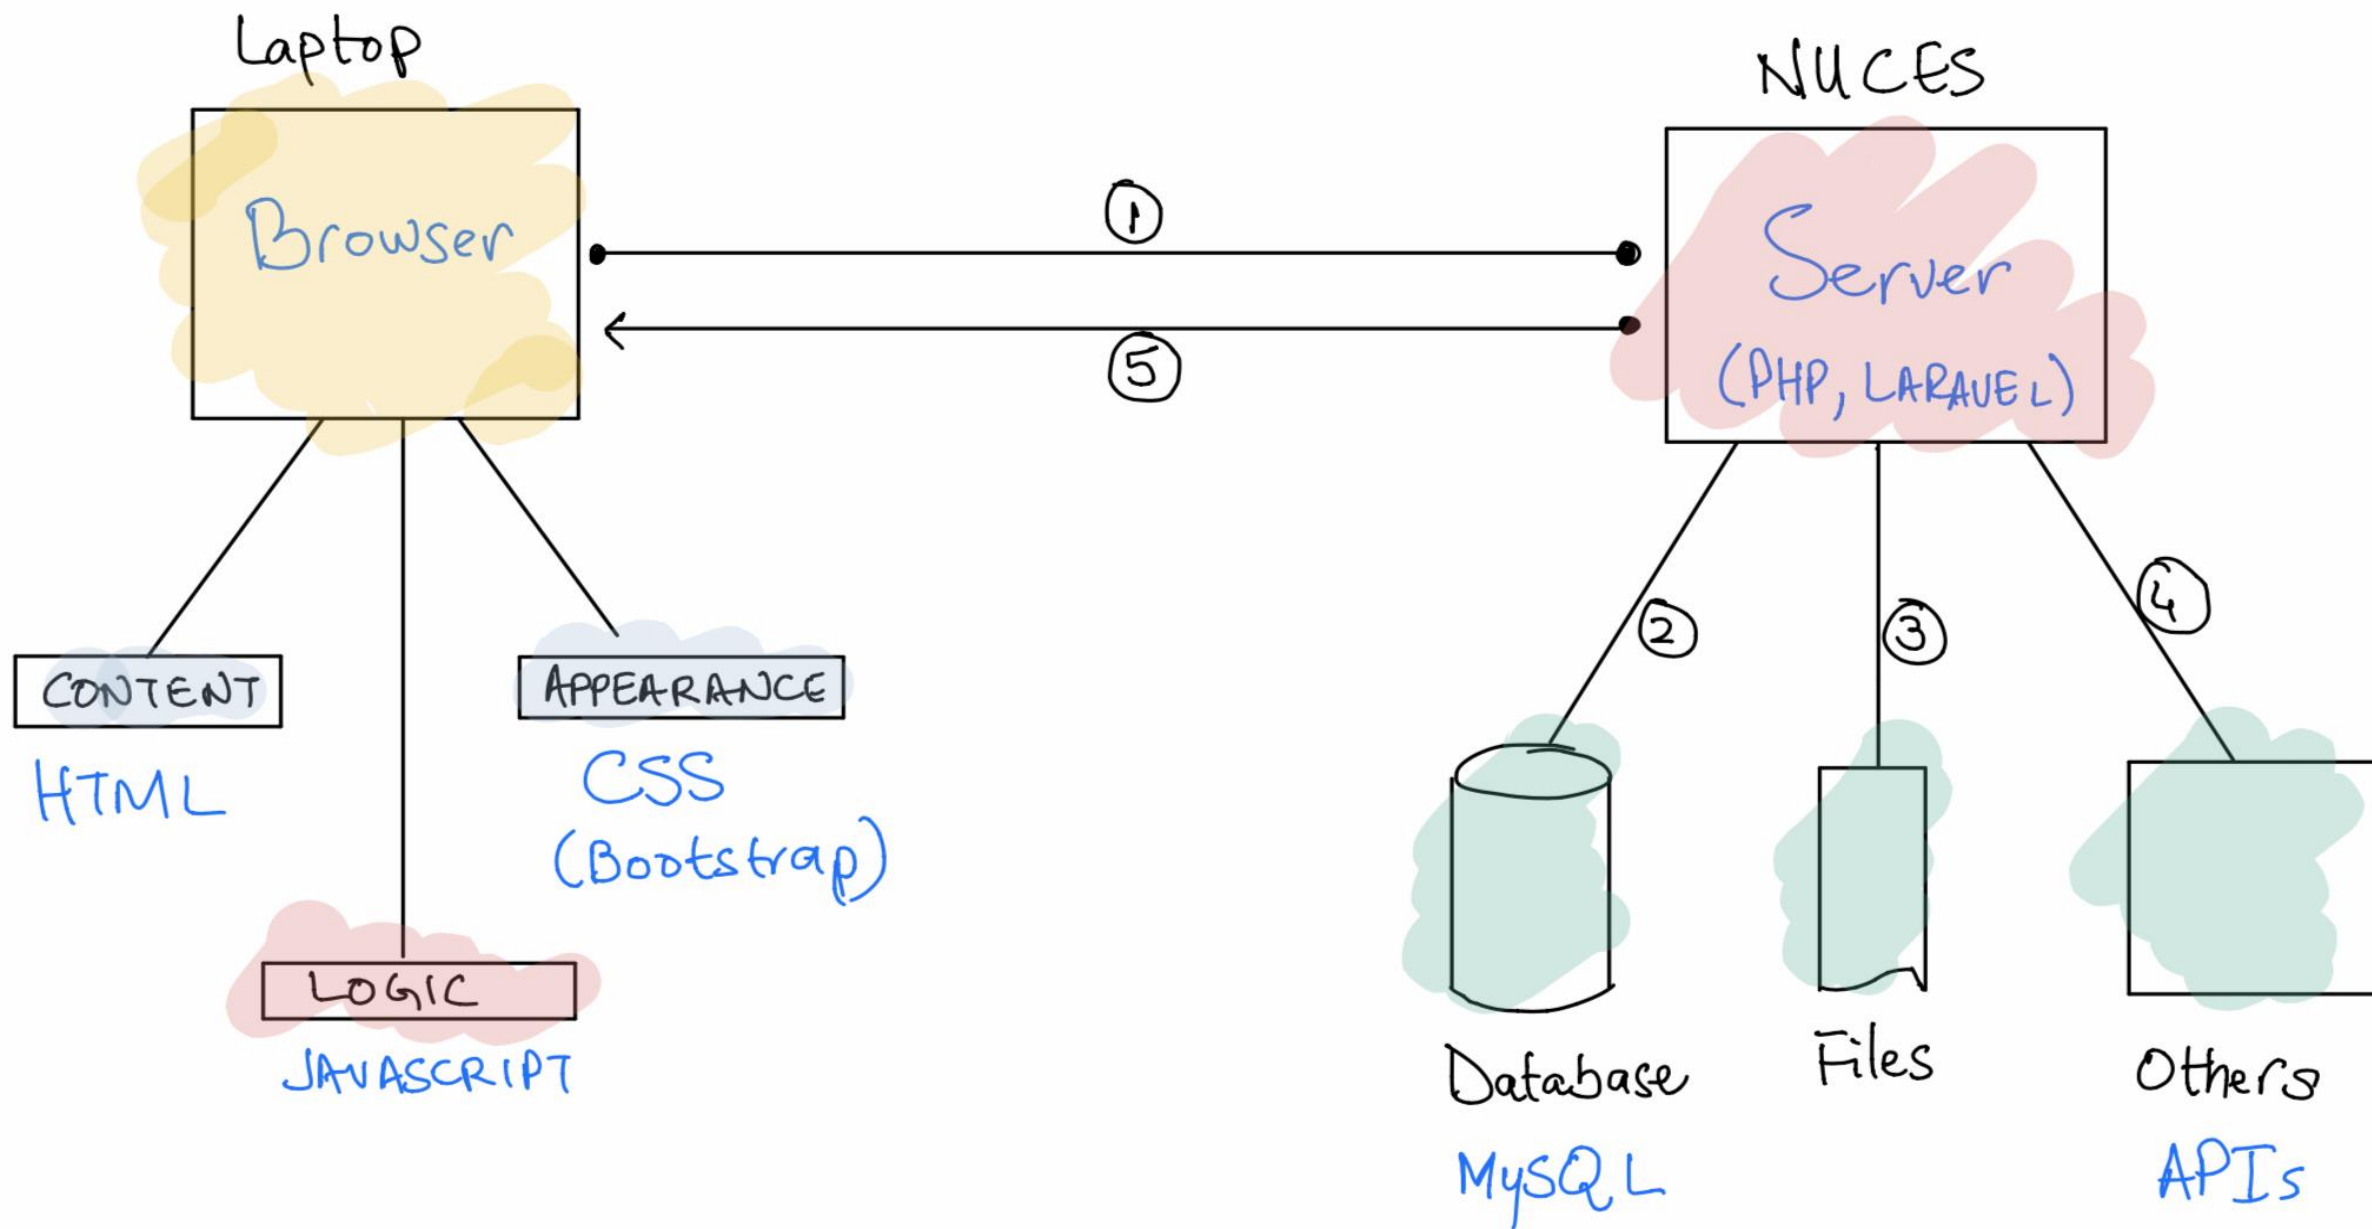 Laptop
NUCES
Browser
①
Server
(PHP, LARAVEL)
⑤
②
③
④
CONTENT
HTML
APPEARANCE
CSS
(Bootstrap)
LOGIC
JAVASCRIPT
Database
MySQL
Files
Others
APIs